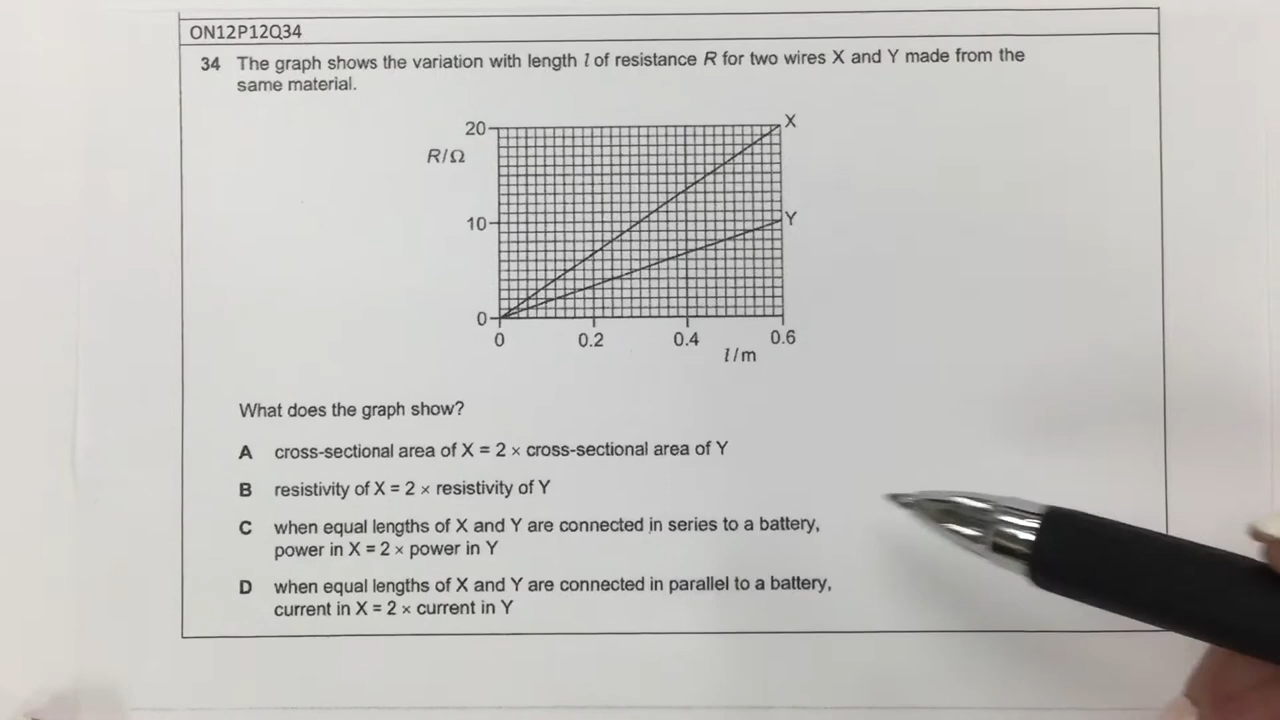 ON12P12Q34
34 The graph shows the variation with length l of resistance R for two wires X and Y made from the
same material.
20
X
R/Ω
10
Y
0
0 0.2 0.4 0.6
l/m
What does the graph show?
A cross-sectional area of X = 2 × cross-sectional area of Y
B resistivity of X = 2 × resistivity of Y
C when equal lengths of X and Y are connected in series to a battery,
power in X = 2 × power in Y
D when equal lengths of X and Y are connected in parallel to a battery,
current in X = 2 × current in Y